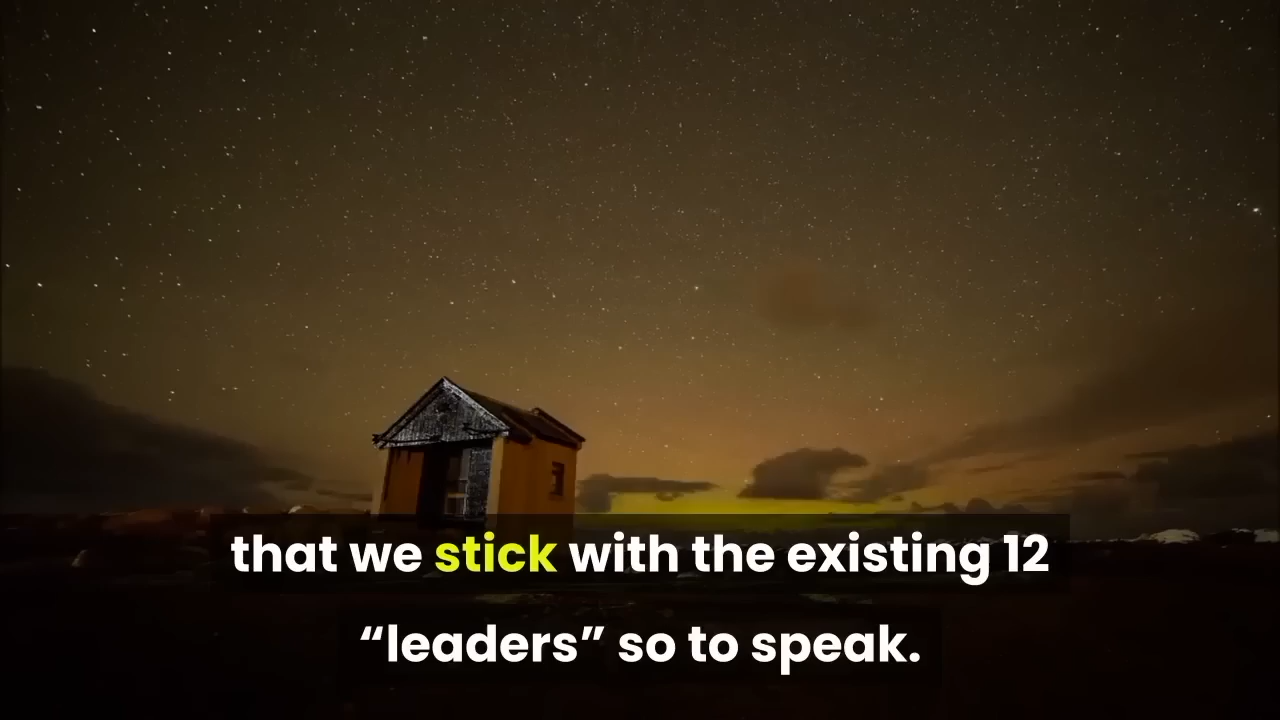 that we stick with the existing 12
“leaders” so to speak.